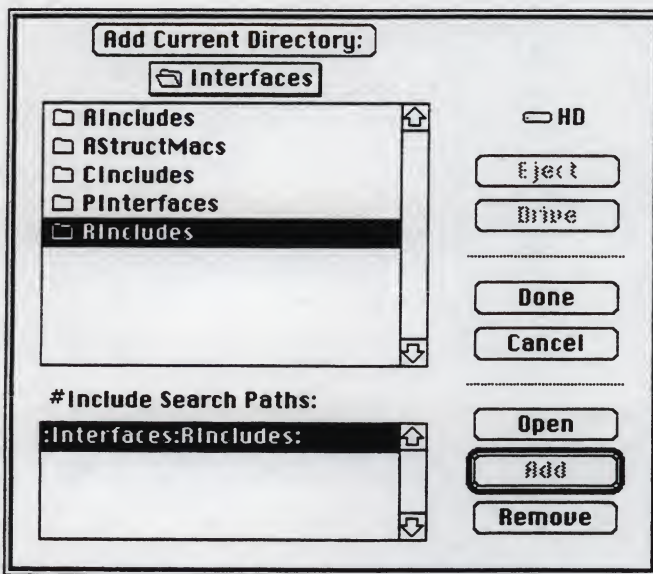 Add Current Directory:
Interfaces
AIncludes
AStructMacs
CIncludes
PInterfaces
RIncludes
HD
Eject
Drive
Done
Cancel
#Include Search Paths:
:Interfaces:RIncludes:
Open
Add
Remove